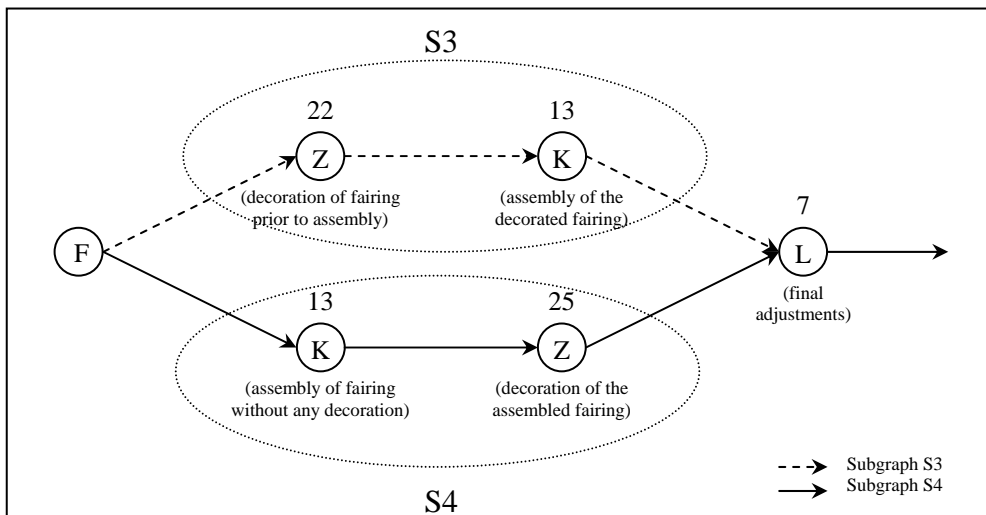 S3
22
13
Z
K
(decoration of fairing
prior to assembly)
(assembly of the
decorated fairing)
7
F
L
(final
adjustments)
13
25
K
Z
(assembly of fairing
without any decoration)
(decoration of the
assembled fairing)
Subgraph S3
Subgraph S4
S4